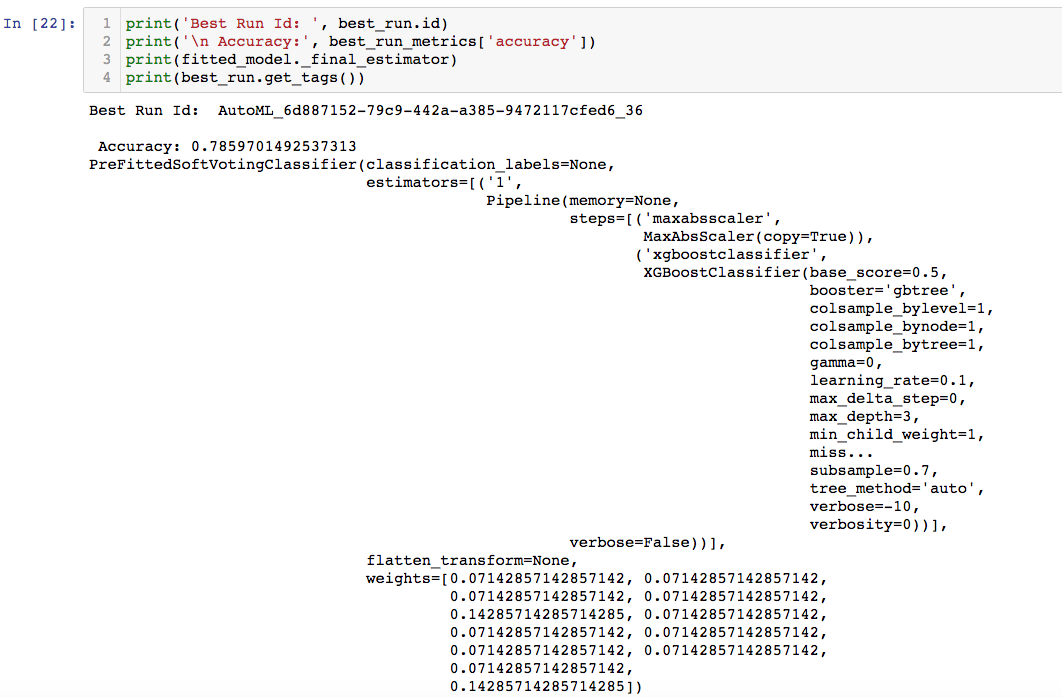 In [22]:
1 print('Best Run Id: ', best_run.id)
2 print('\n Accuracy:', best_run_metrics['accuracy'])
3 print(fitted_model._final_estimator)
4 print(best_run.get_tags())
Best Run Id:  AutoML_6d887152-79c9-442a-a385-9472117cfed6_36
Accuracy: 0.7859701492537313
PreFittedSoftVotingClassifier(classification_labels=None,
estimators=[('1',
Pipeline(memory=None,
steps=[('maxabsscaler',
MaxAbsScaler(copy=True)),
('xgboostclassifier',
XGBoostClassifier(base_score=0.5,
booster='gbtree',
colsample_bylevel=1,
colsample_bynode=1,
colsample_bytree=1,
gamma=0,
learning_rate=0.1,
max_delta_step=0,
max_depth=3,
min_child_weight=1,
miss...
subsample=0.7,
tree_method='auto',
verbose=-10,
verbosity=0))],
verbose=False))],
flatten_transform=None,
weights=[0.07142857142857142, 0.07142857142857142,
0.07142857142857142, 0.07142857142857142,
0.14285714285714285, 0.07142857142857142,
0.07142857142857142, 0.07142857142857142,
0.07142857142857142, 0.07142857142857142,
0.07142857142857142,
0.14285714285714285])